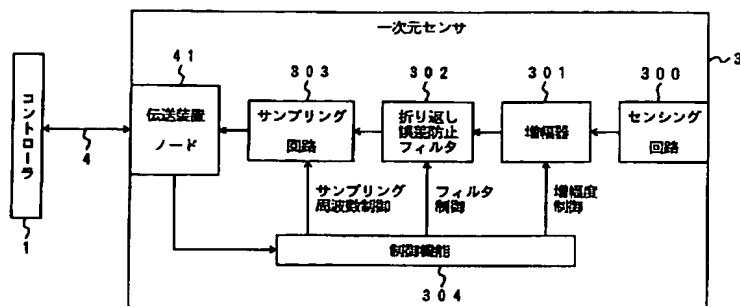 一次元センサ
41
303
302
301
300
3
コントローラ
伝送装置
ノード
サンプリング
回路
折り返し
誤差防止
フィルタ
増幅器
センシング
回路
4
サンプリング
周波数制御
フィルタ
制御
増幅度
制御
1
制御機能
304